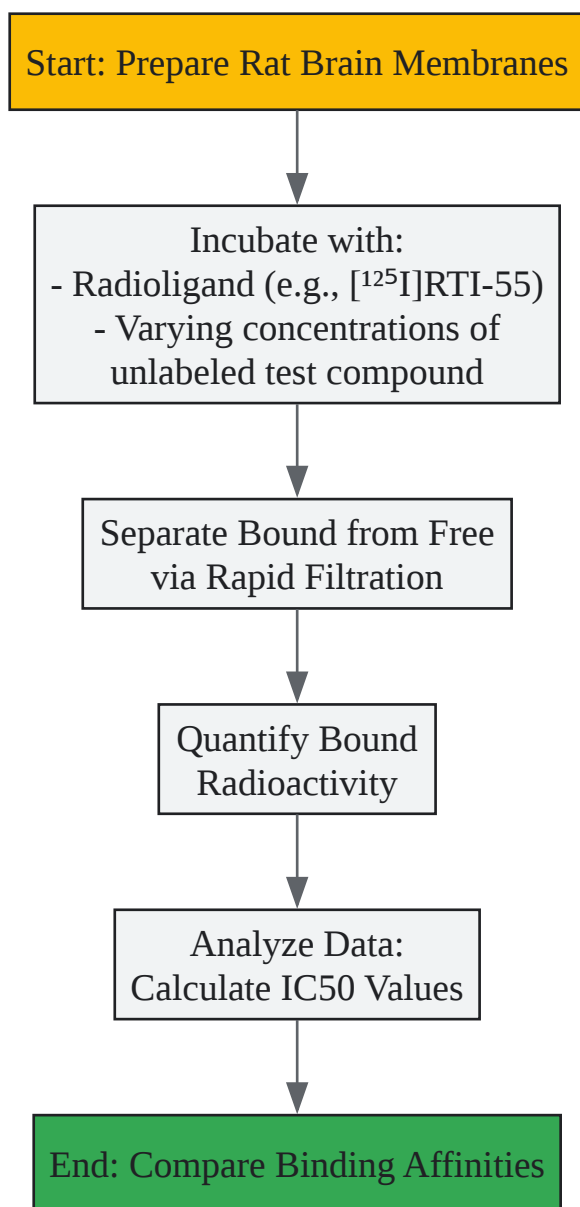 Start: Prepare Rat Brain Membranes
Incubate with:
- Radioligand (e.g., [¹²⁵I]RTI-55)
- Varying concentrations of
unlabeled test compound
Separate Bound from Free
via Rapid Filtration
Quantify Bound
Radioactivity
Analyze Data:
Calculate IC50 Values
End: Compare Binding Affinities